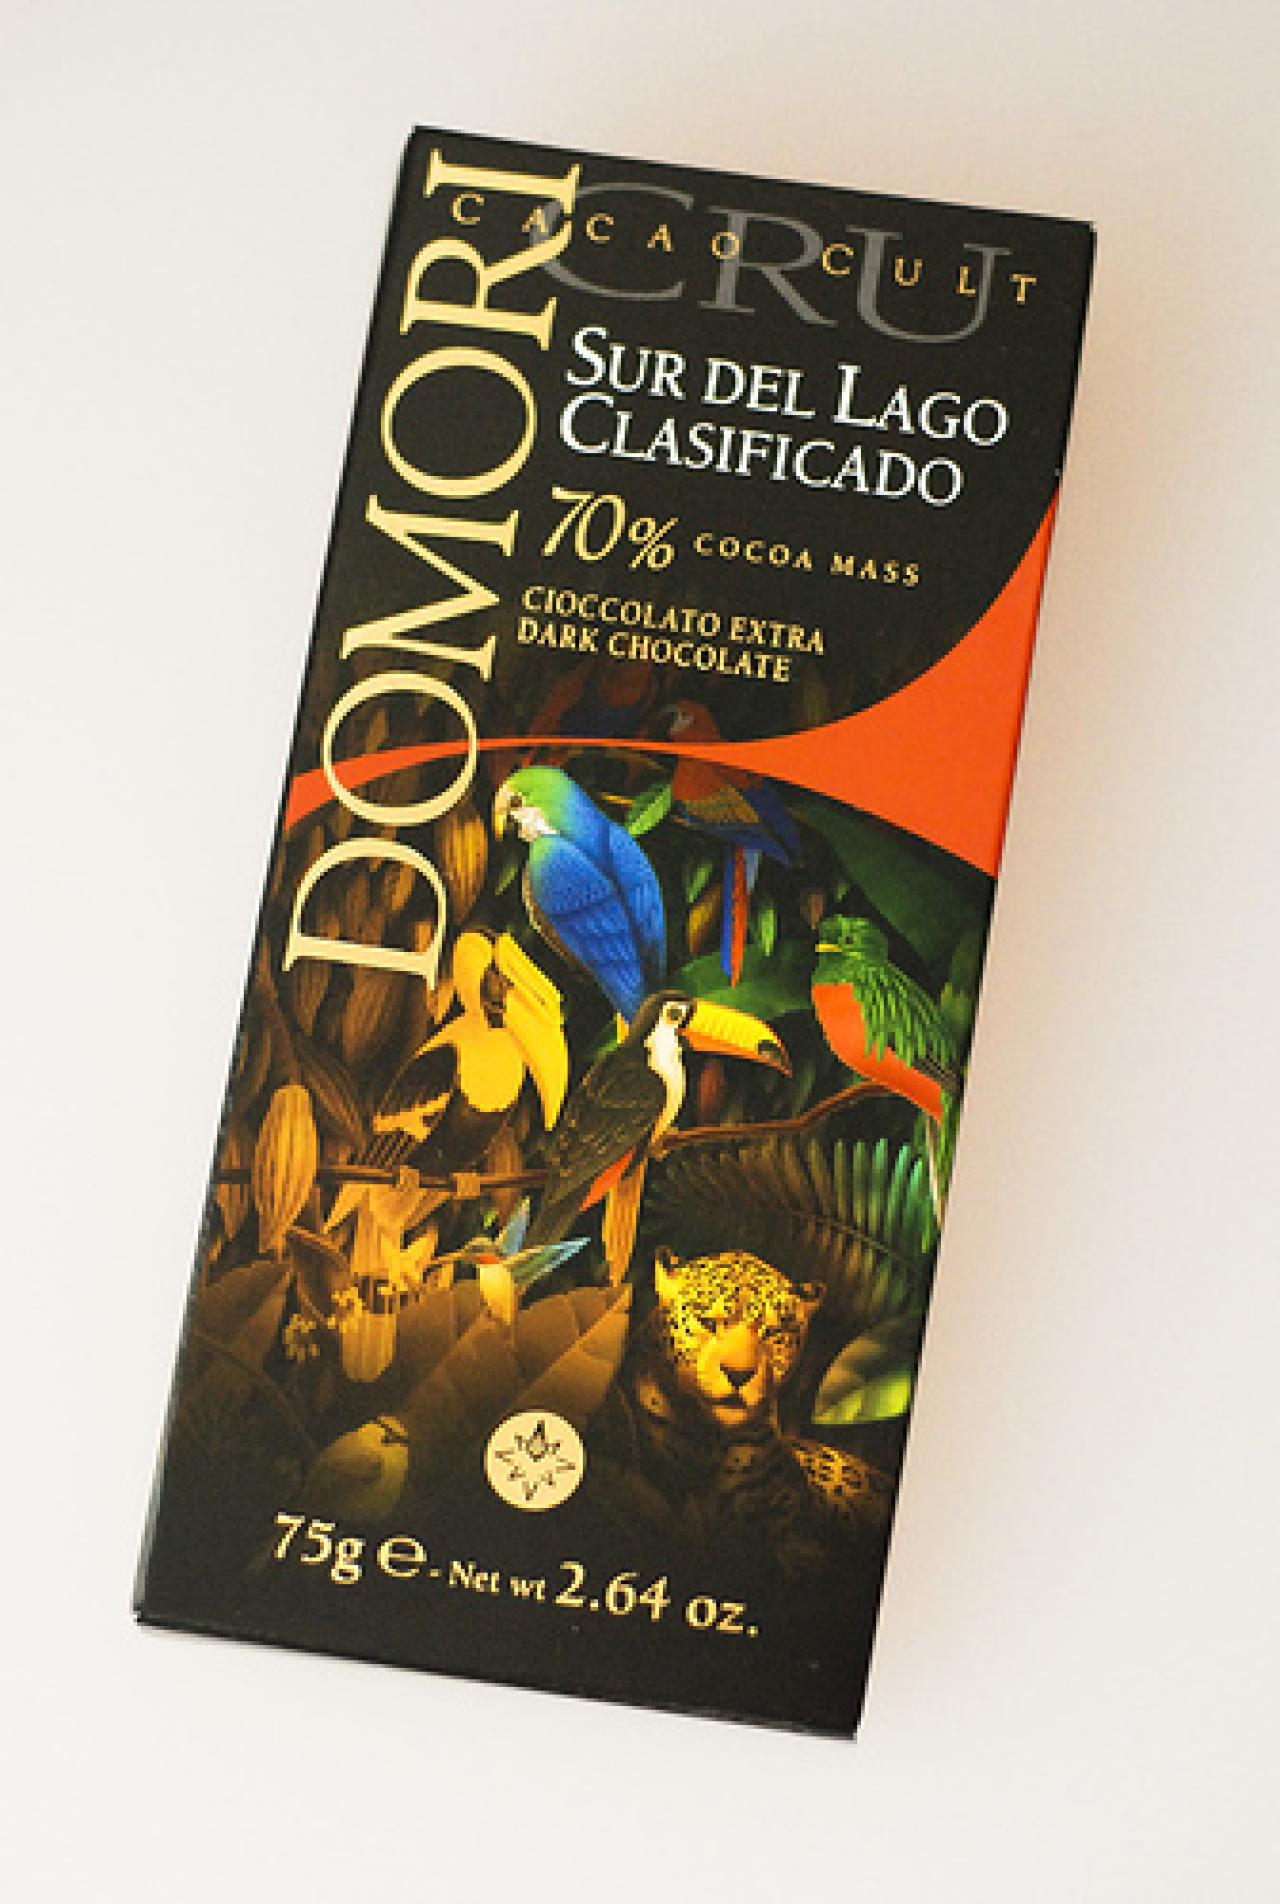 DOMORI
CRU
CACAO CULT
SUR DEL LAGO
CLASIFICADO
70% COCOA MASS
CIOCCOLATO EXTRA
DARK CHOCOLATE
75g ℮ - Net wt 2.64 oz.